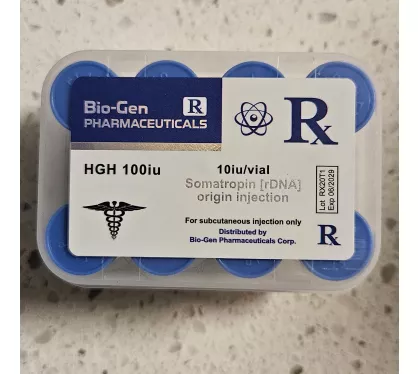 Bio-Gen
PHARMACEUTICALS
R
Rx
HGH 100iu
10iu/vial
Somatropin [rDNA]
origin injection
Lot RX20T1
Exp 06/2029
For subcutaneous injection only
Distributed by
Bio-Gen Pharmaceuticals Corp.
Rx